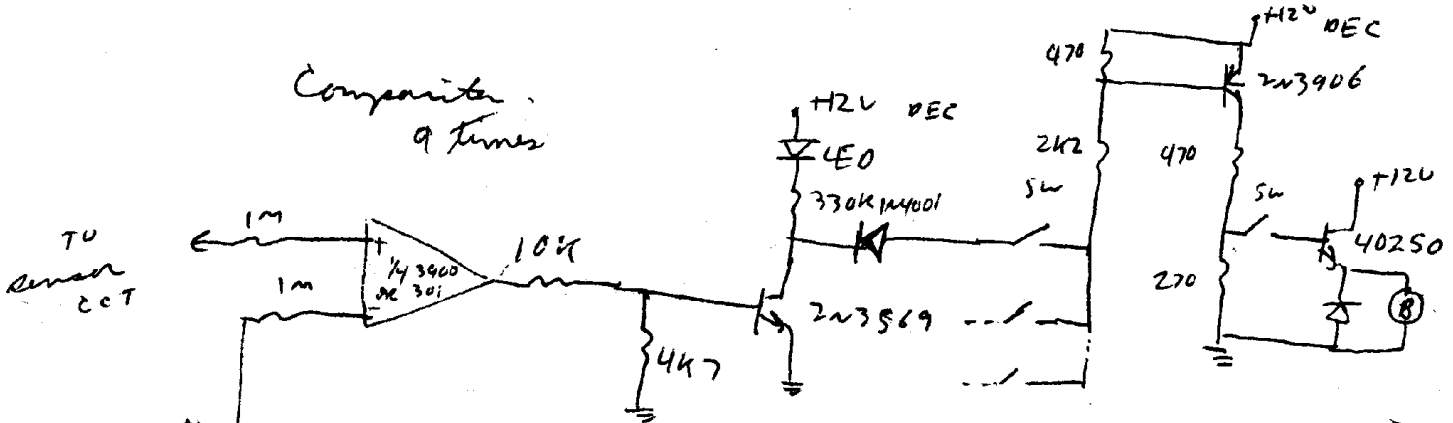 +12V DEC
470
2N3906
Comparitor.
9 times
+12V DEC
LED
2K2
470
+12V
SW
SW
330K 1N4001
1M
TO
sensor
CCT
+
1/4 3900
or 301
10K
40250
1M
-
270
2N3569
B
4K7